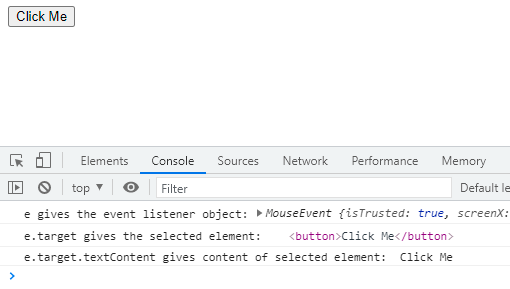 Click Me
Elements Console Sources Network Performance Memory
top ▼ Filter Default le
e gives the event listener object: ▶ MouseEvent {isTrusted: true, screenX:
e.target gives the selected element: <button>Click Me</button>
e.target.textContent gives content of selected element: Click Me
>